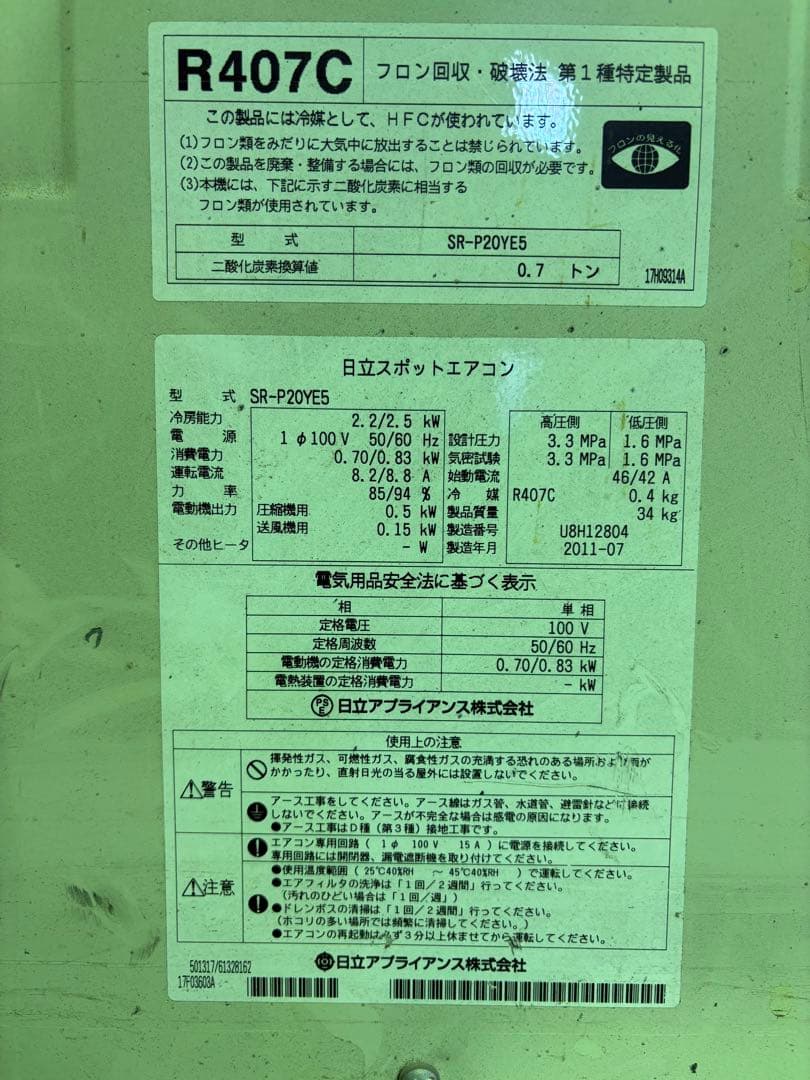 R407C フロン回収・破壊法 第1種特定製品
この製品には冷媒として、HFCが使われています。
(1)フロン類をみだりに大気中に放出することは禁じられています。
(2)この製品を廃棄・整備する場合には、フロン類の回収が必要です。
(3)本機には、下記に示す二酸化炭素に相当する
フロン類が使用されています。
フロンの見える化
型 式 SR-P20YE5
二酸化炭素換算値 0.7 トン
17H09314A
日立スポットエアコン
型 式 SR-P20YE5
冷房能力 2.2/2.5 kW 高圧側 低圧側
電 源 1φ100V 50/60 Hz 設計圧力 3.3 MPa 1.6 MPa
消費電力 0.70/0.83 kW 気密試験 3.3 MPa 1.6 MPa
運転電流 8.2/8.8 A 始動電流 46/42 A
力 率 85/94 % 冷 媒 R407C 0.4 kg
電動機出力 圧縮機用 0.5 kW 製品質量 34 kg
送風機用 0.15 kW 製造番号 U8H12804
その他ヒータ - W 製造年月 2011-07
電気用品安全法に基づく表示
相 単相
定格電圧 100 V
定格周波数 50/60 Hz
電動機の定格消費電力 0.70/0.83 kW
電熱装置の定格消費電力 - kW
PSE 日立アプライアンス株式会社
使用上の注意
警告
揮発性ガス、可燃性ガス、腐食性ガスの充満する恐れのある場所および雨が
かかったり、直射日光の当る屋外には設置しないでください。
アース工事をしてください。アース線はガス管、水道管、避雷針などに接続
しないでください。アースが不完全な場合は感電の原因になります。
●アース工事はD種(第3種)接地工事です。
注意
エアコン専用回路(1φ 100V 15A)に電源を接続してください。
専用回路には開閉器、漏電遮断機を取り付けてください。
●使用温度範囲(25℃40%RH ～ 45℃40%RH)で運転してください。
●エアフィルタの洗浄は「1回/2週間」行ってください。
(汚れのひどい場合は「1回/週」)
●ドレンボスの清掃は「1回/2週間」行ってください。
(ホコリの多い場所では頻繁に清掃してください。)
●エアコンの再起動は必ず3分以上休ませてから運転してください。
501317/61328162
日立アプライアンス株式会社
17F03603A